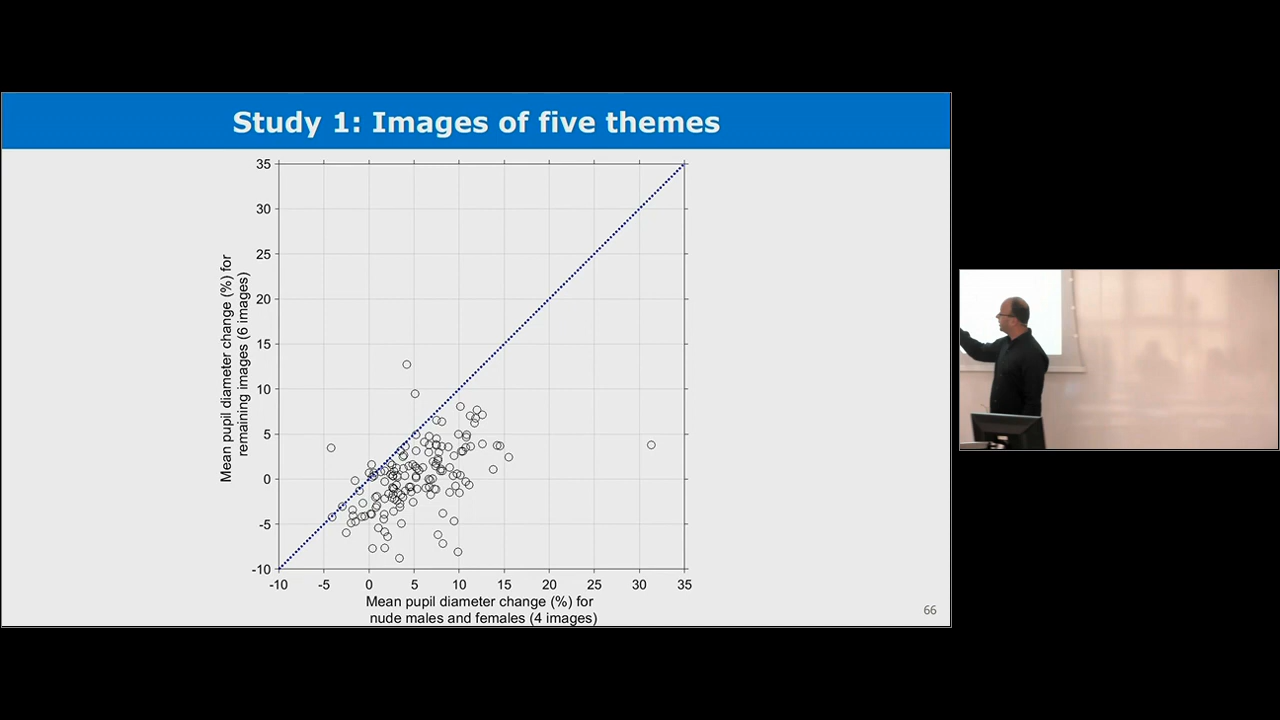 Study 1: Images of five themes
Mean pupil diameter change (%) for
remaining images (6 images)
35
30
25
20
15
10
5
0
-5
-10
-10 -5 0 5 10 15 20 25 30 35
Mean pupil diameter change (%) for
nude males and females (4 images)
66